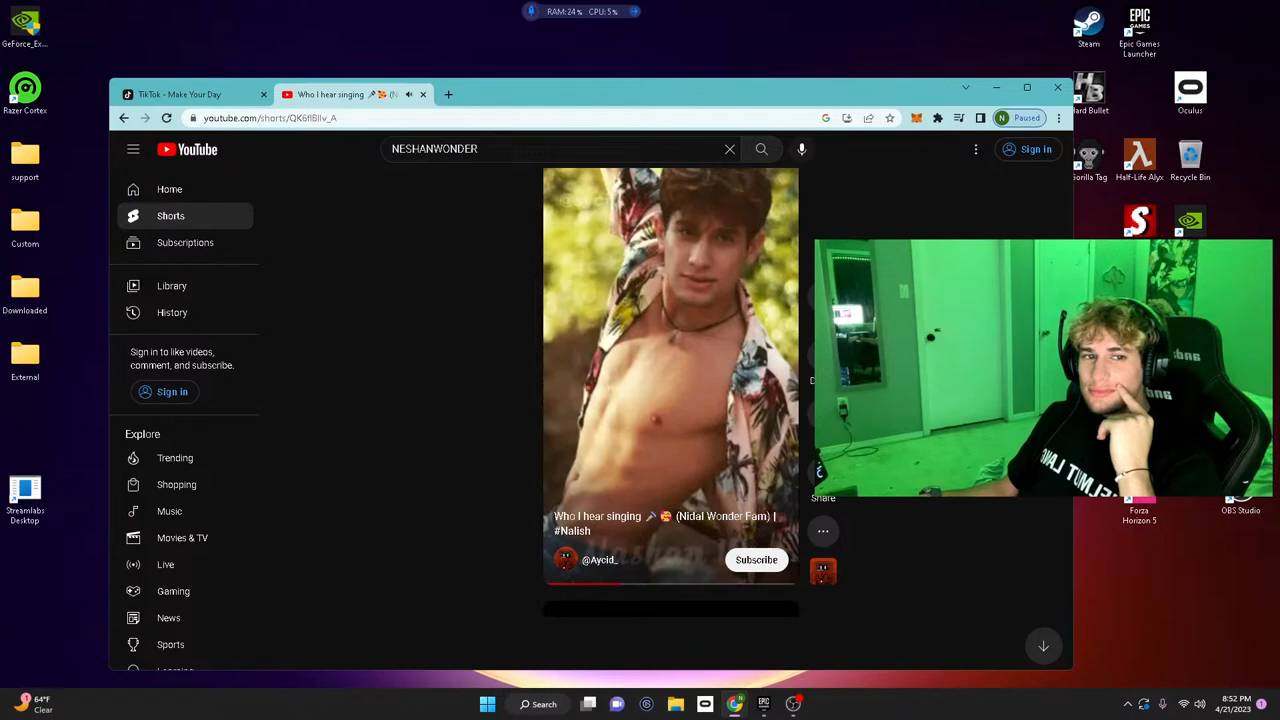 RAM: 24 % CPU: 5%
GeForce_Ex...
Steam
Epic Games
Launcher
TikTok - Make Your Day
Who I hear singing 🎤 🥰 (N
Razer Cortex
Hard Bullet
Oculus
youtube.com/shorts/QK6flBIlv_A
N
Paused
YouTube
NESHANWONDER
Sign in
support
Home
Gorilla Tag
Half-Life Alyx
Recycle Bin
Shorts
Custom
Subscriptions
Library
Downloaded
History
Sign in to like videos,
comment, and subscribe.
External
Sign in
Explore
Trending
Shopping
Share
Streamlabs
Desktop
Music
Who I hear singing 🎤 🥰 (Nidal Wonder Fam) |
#Nalish
Forza
Horizon 5
OBS Studio
Movies & TV
@Aycid_
Subscribe
Live
Gaming
News
Sports
64°F
Clear
Search
8:52 PM
4/21/2023